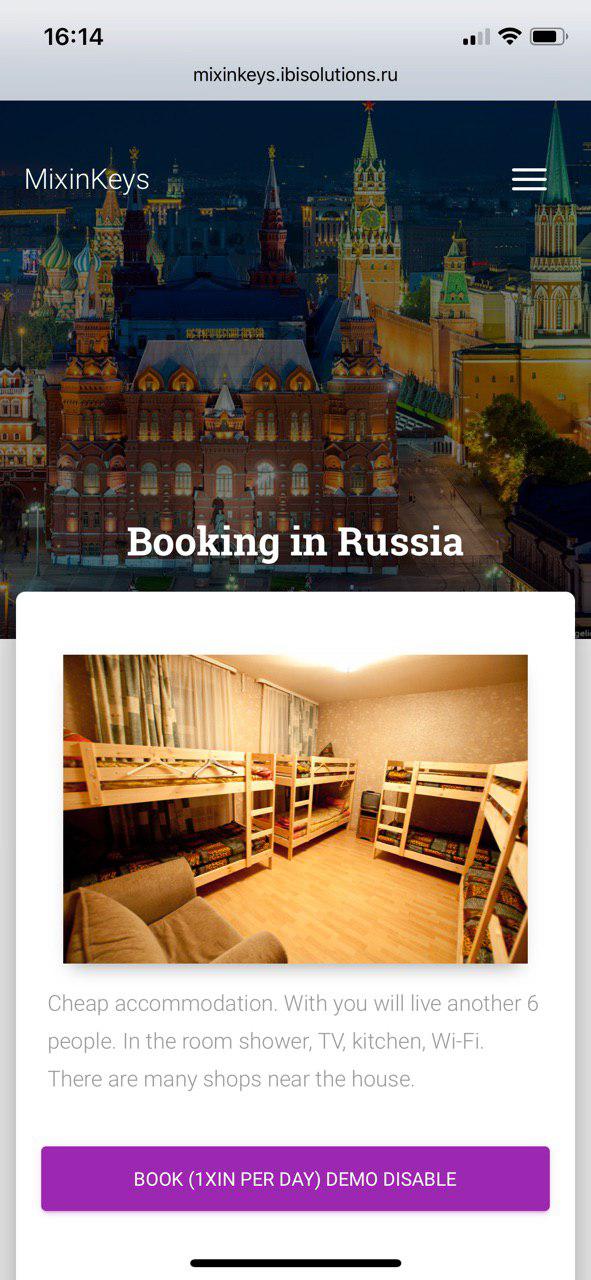 16:14
mixinkeys.ibisolutions.ru
MixinKeys
Booking in Russia
Cheap accommodation. With you will live another 6
people. In the room shower, TV, kitchen, Wi-Fi.
There are many shops near the house.
BOOK (1XIN PER DAY) DEMO DISABLE